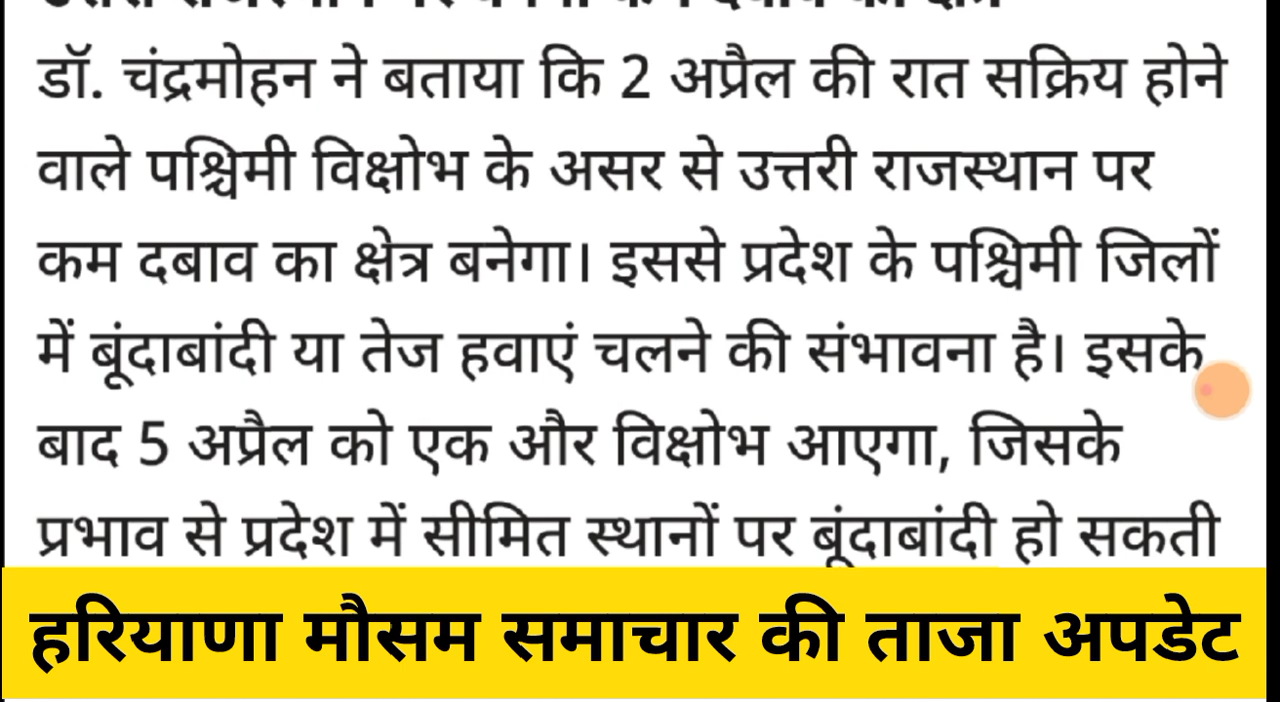 डॉ. चंद्रमोहन ने बताया कि 2 अप्रैल की रात सक्रिय होने
वाले पश्चिमी विक्षोभ के असर से उत्तरी राजस्थान पर
कम दबाव का क्षेत्र बनेगा। इससे प्रदेश के पश्चिमी जिलों
में बूंदाबांदी या तेज हवाएं चलने की संभावना है। इसके
बाद 5 अप्रैल को एक और विक्षोभ आएगा, जिसके
प्रभाव से प्रदेश में सीमित स्थानों पर बूंदाबांदी हो सकती
हरियाणा मौसम समाचार की ताजा अपडेट